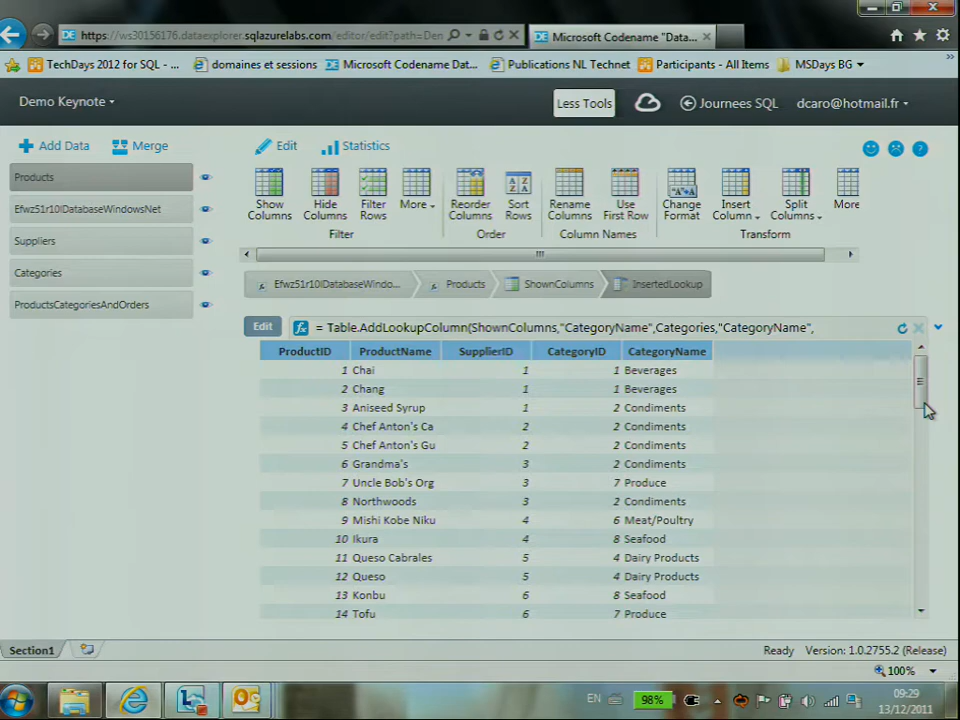 https://ws30156176.dataexplorer.sqlazurelabs.com/editor/edit?path=Den
DE Microsoft Codename "Data...
TechDays 2012 for SQL - ...
domaines et sessions
DE Microsoft Codename Dat...
Publications NL Technet
Participants - All Items
MSDays BG
Demo Keynote
Less Tools
Journees SQL
dcaro@hotmail.fr
Add Data
Merge
Edit
Statistics
Products
Efwz51r10\DatabaseWindowsNet
Suppliers
Categories
ProductsCategoriesAndOrders
Show Columns
Hide Columns
Filter Rows
More
Reorder Columns
Sort Rows
Rename Columns
Use First Row
Change Format
Insert Column
Split Columns
More
Filter
Order
Column Names
Transform
Efwz51r10\DatabaseWindo...
Products
ShownColumns
InsertedLookup
Edit
fx = Table.AddLookupColumn(ShownColumns,"CategoryName",Categories,"CategoryName",
ProductID ProductName SupplierID CategoryID CategoryName
1 Chai 1 1 Beverages
2 Chang 1 1 Beverages
3 Aniseed Syrup 1 2 Condiments
4 Chef Anton's Ca 2 2 Condiments
5 Chef Anton's Gu 2 2 Condiments
6 Grandma's 3 2 Condiments
7 Uncle Bob's Org 3 7 Produce
8 Northwoods 3 2 Condiments
9 Mishi Kobe Niku 4 6 Meat/Poultry
10 Ikura 4 8 Seafood
11 Queso Cabrales 5 4 Dairy Products
12 Queso 5 4 Dairy Products
13 Konbu 6 8 Seafood
14 Tofu 6 7 Produce
Section1
Ready Version: 1.0.2755.2 (Release)
100%
EN
98%
09:29
13/12/2011